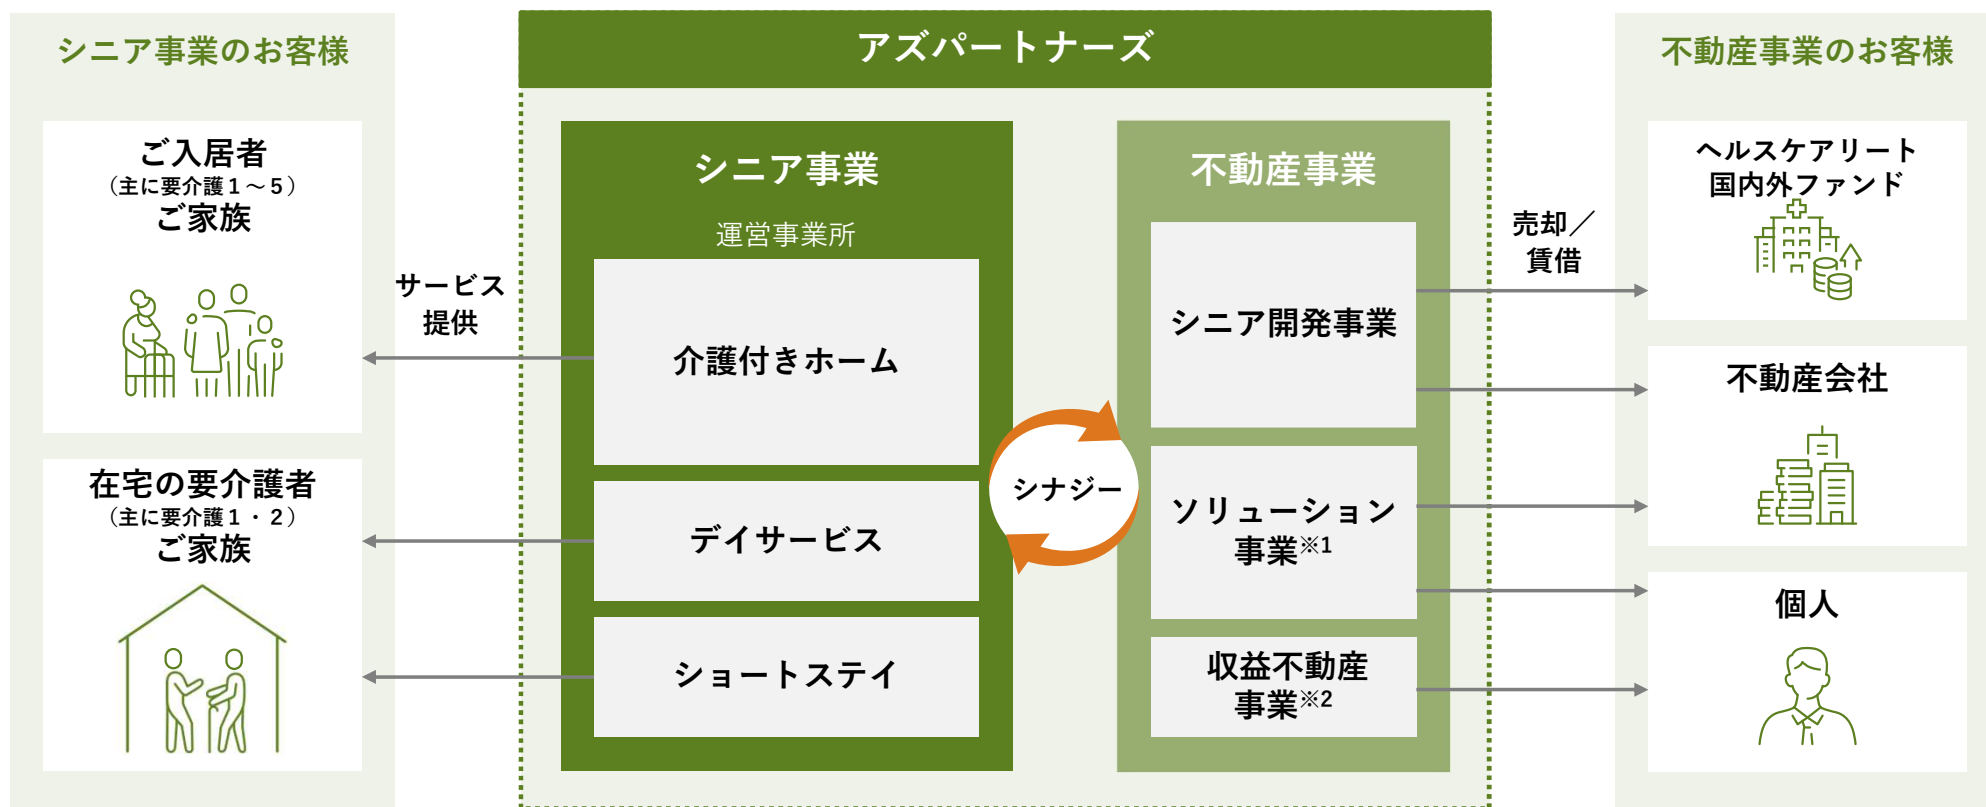 シニア事業のお客様
ご入居者
（主に要介護１～５）
ご家族
在宅の要介護者
（主に要介護１・２）
ご家族
サービス
提供
アズパートナーズ
シニア事業
運営事業所
介護付きホーム
デイサービス
ショートステイ
シナジー
不動産事業
シニア開発事業
ソリューション
事業※1
収益不動産
事業※2
売却／
賃借
不動産事業のお客様
ヘルスケアリート
国内外ファンド
不動産会社
個人